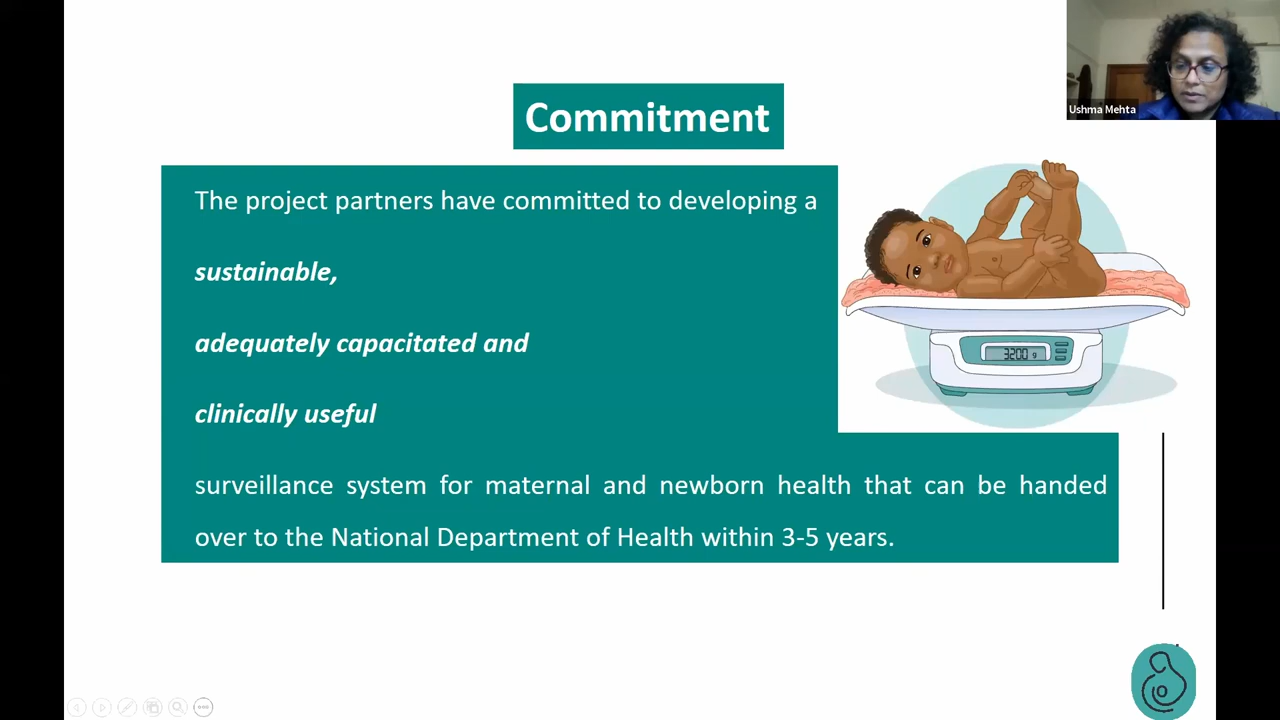 Commitment
Ushma Mehta
The project partners have committed to developing a
sustainable,
adequately capacitated and
clinically useful
surveillance system for maternal and newborn health that can be handed
over to the National Department of Health within 3-5 years.
3200 g